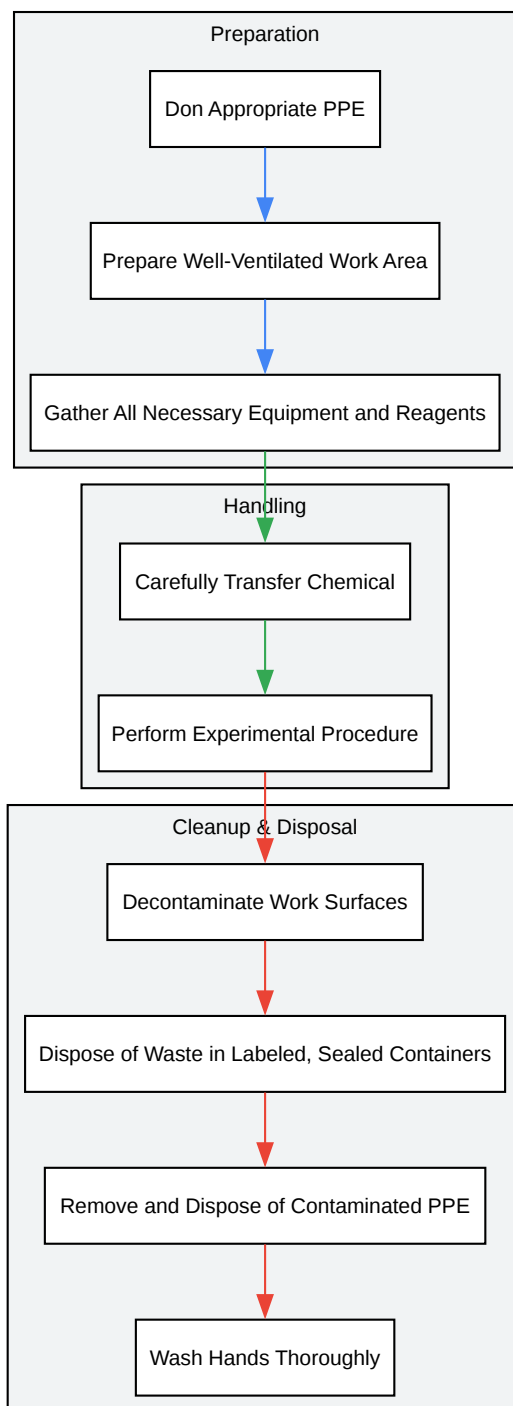 Preparation
Don Appropriate PPE
Prepare Well-Ventilated Work Area
Gather All Necessary Equipment and Reagents
Handling
Carefully Transfer Chemical
Perform Experimental Procedure
Cleanup & Disposal
Decontaminate Work Surfaces
Dispose of Waste in Labeled, Sealed Containers
Remove and Dispose of Contaminated PPE
Wash Hands Thoroughly